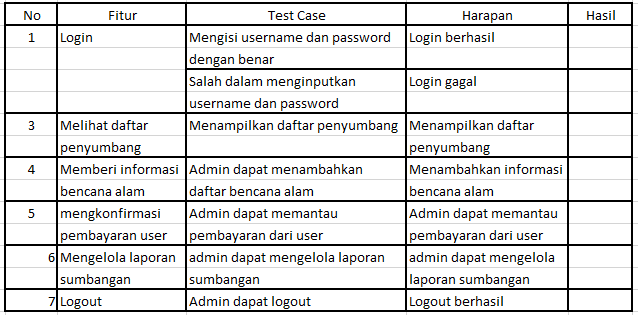 No Fitur Test Case Harapan Hasil
1 Login Mengisi username dan password Login berhasil
dengan benar
Salah dalam menginputkan Login gagal
username dan password
3 Melihat daftar Menampilkan daftar penyumbang Menampilkan daftar
penyumbang penyumbang
4 Memberi informasi Admin dapat menambahkan Menambahkan informasi
bencana alam daftar bencana alam bencana alam
5 mengkonfirmasi Admin dapat memantau Admin dapat memantau
pembayaran user pembayaran dari user pembayaran dari user
6 Mengelola laporan admin dapat mengelola laporan admin dapat mengelola
sumbangan sumbangan laporan sumbangan
7 Logout Admin dapat logout Logout berhasil